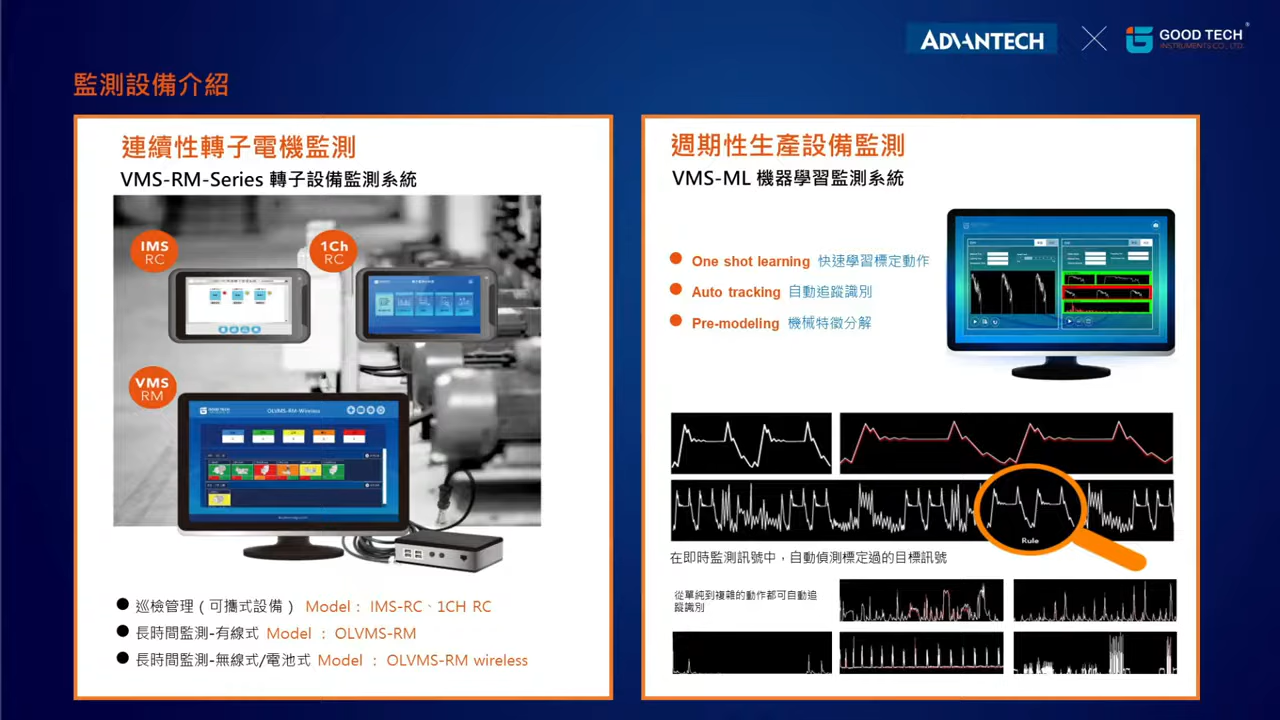 ADVANTECH
GOOD TECH
INSTRUMENTS CO., LTD.
監測設備介紹
連續性轉子電機監測
VMS-RM-Series 轉子設備監測系統
IMS
RC
1Ch
RC
VMS
RM
GOOD TECH
OLVMS-RM-Wireless
巡檢管理 ( 可攜式設備 ) Model : IMS-RC、1CH RC
長時間監測-有線式 Model : OLVMS-RM
長時間監測-無線式/電池式 Model : OLVMS-RM wireless
週期性生產設備監測
VMS-ML 機器學習監測系統
One shot learning 快速學習標定動作
Auto tracking 自動追蹤識別
Pre-modeling 機械特徵分解
Rule
在即時監測訊號中，自動偵測標定過的目標訊號
從單純到複雜的動作都可自動追
蹤識別